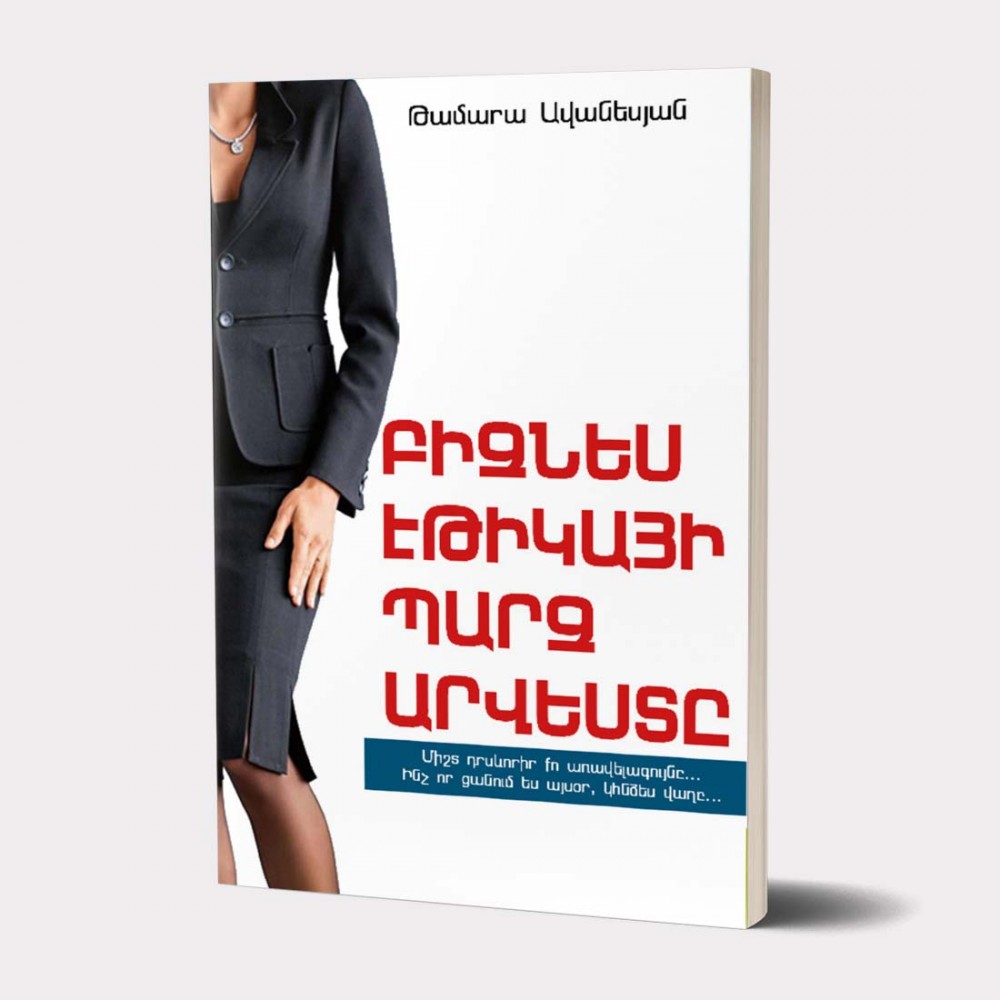 Թամարա Ավանեսյան
ԲԻԶՆԵՍ
ԷԹԻԿԱՅԻ
ՊԱՐԶ
ԱՐՎԵՍՏԸ
Միշտ դրսևորիր քո առավելագույնը...
Ինչ որ ցանում ես այսօր, կհնձես վաղը...